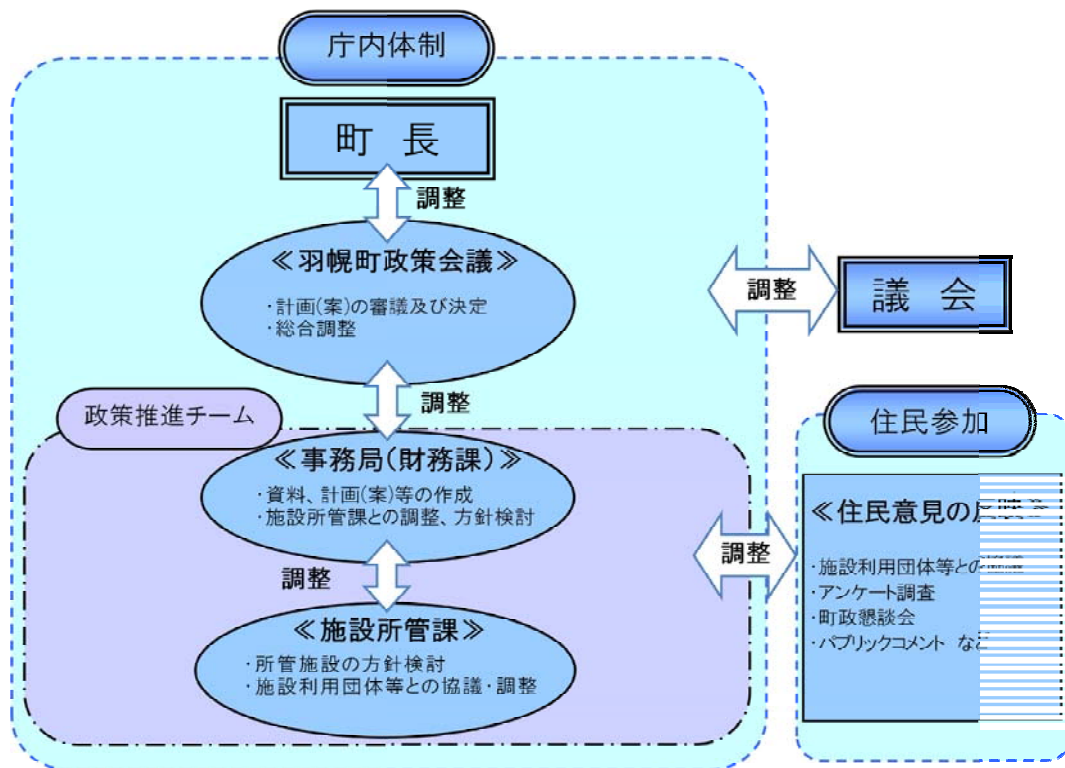 庁内体制
町 長
調整
≪羽幌町政策会議≫
・計画(案)の審議及び決定
・総合調整
調整
議 会
調整
政策推進チーム
≪事務局(財務課)≫
・資料、計画(案)等の作成
・施設所管課との調整、方針検討
調整
≪施設所管課≫
・所管施設の方針検討
・施設利用団体等との協議・調整
調整
住民参加
≪住民意見の反映≫
・施設利用団体等との協議
・アンケート調査
・町政懇談会
・パブリックコメント など